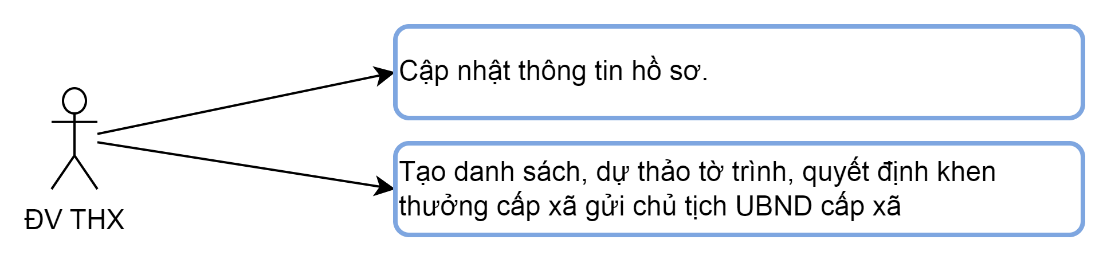 Cập nhật thông tin hồ sơ.
Tạo danh sách, dự thảo tờ trình, quyết định khen
thưởng cấp xã gửi chủ tịch UBND cấp xã
ĐV THX